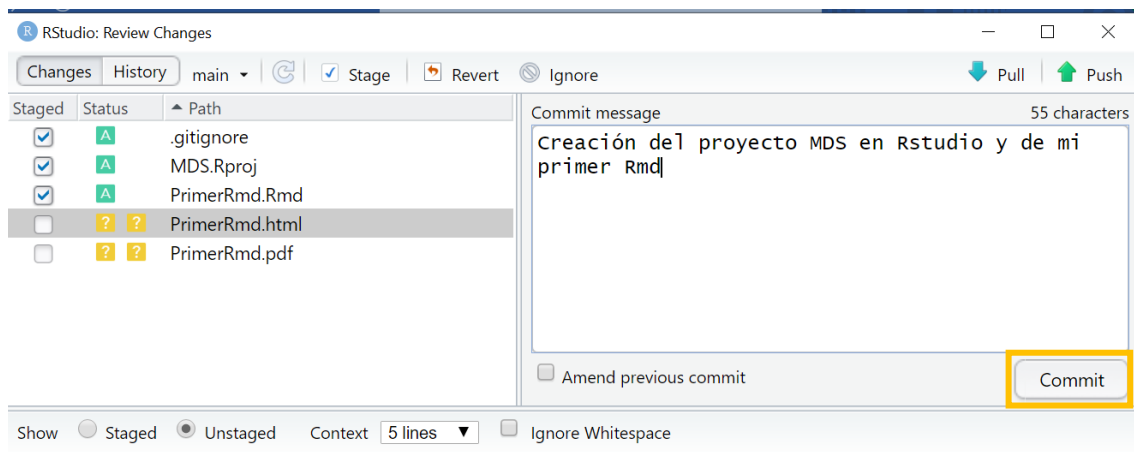 R RStudio: Review Changes
Changes History main Stage Revert Ignore Pull Push
Staged Status Path
A .gitignore
A MDS.Rproj
A PrimerRmd.Rmd
? ? PrimerRmd.html
? ? PrimerRmd.pdf
Commit message 55 characters
Creación del proyecto MDS en Rstudio y de mi
primer Rmd
Amend previous commit Commit
Show Staged Unstaged Context 5 lines Ignore Whitespace